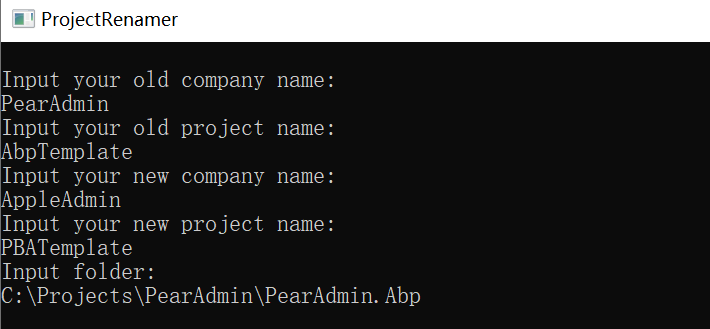 ProjectRenamer
Input your old company name:
PearAdmin
Input your old project name:
AbpTemplate
Input your new company name:
AppleAdmin
Input your new project name:
PBATemplate
Input folder:
C:\Projects\PearAdmin\PearAdmin.Abp